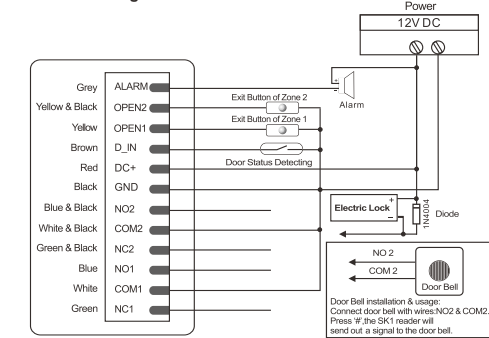 Power
12V DC
Grey ALARM
Alarm
Yellow & Black OPEN2
Exit Button of Zone 2
Yellow OPEN1
Exit Button of Zone 1
Brown D_IN
Door Status Detecting
Red DC+
Black GND
Blue & Black NO2
White & Black COM2
Green & Black NC2
Blue NO1
White COM1
Green NC1
Electric Lock
+
–
1N4004
Diode
NO 2
COM 2
Door Bell
Door Bell installation & usage:
Connect door bell with wires:NO2 & COM2.
Press '#',the SK1 reader will
send out a signal to the door bell.